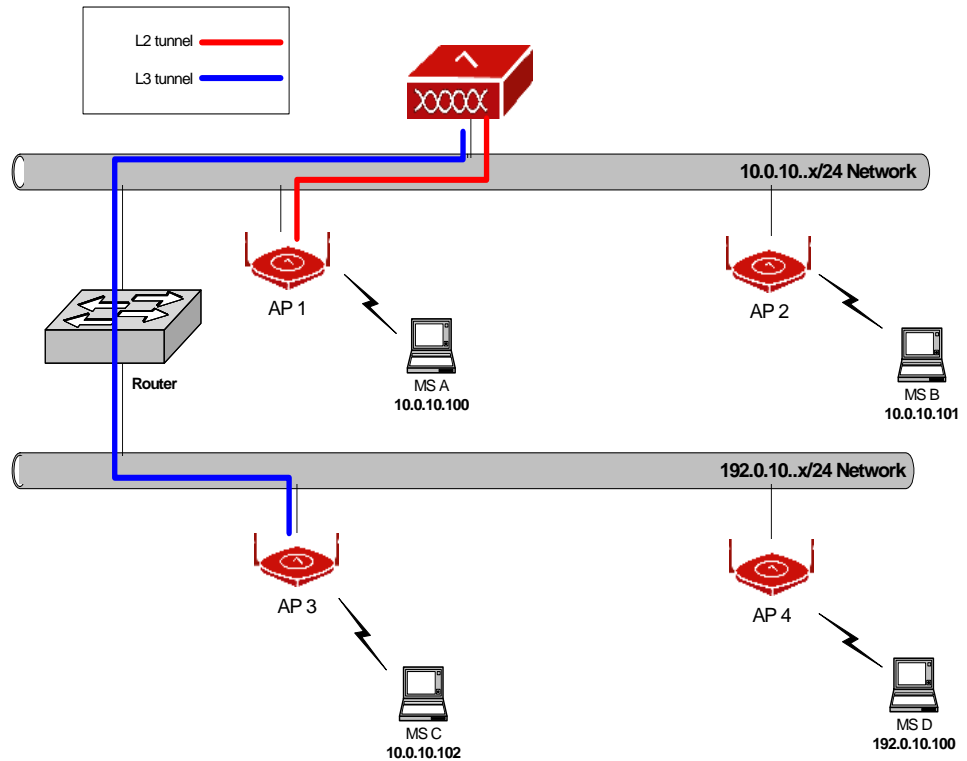 L2 tunnel
L3 tunnel
10.0.10..x/24 Network
AP 1
AP 2
Router
MS A
10.0.10.100
MS B
10.0.10.101
192.0.10..x/24 Network
AP 3
AP 4
MS C
10.0.10.102
MS D
192.0.10.100